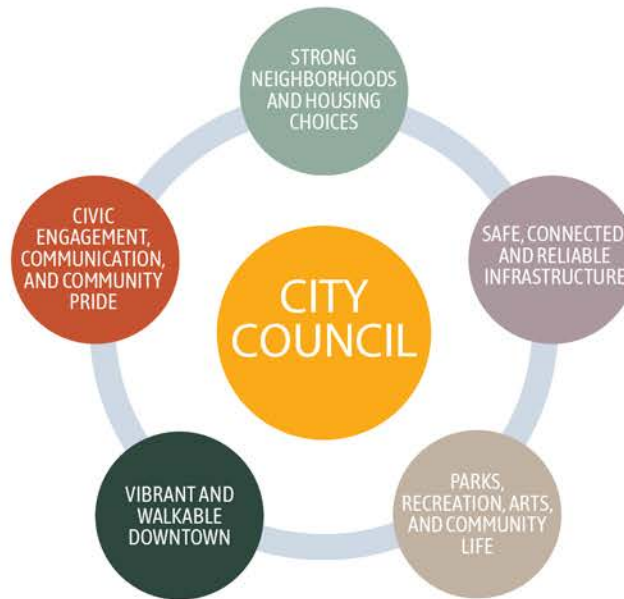 STRONG
NEIGHBORHOODS
AND HOUSING
CHOICES
CIVIC
ENGAGEMENT,
COMMUNICATION,
AND COMMUNITY
PRIDE
SAFE, CONNECTED
AND RELIABLE
INFRASTRUCTURE
CITY
COUNCIL
VIBRANT AND
WALKABLE
DOWNTOWN
PARKS,
RECREATION, ARTS,
AND COMMUNITY
LIFE